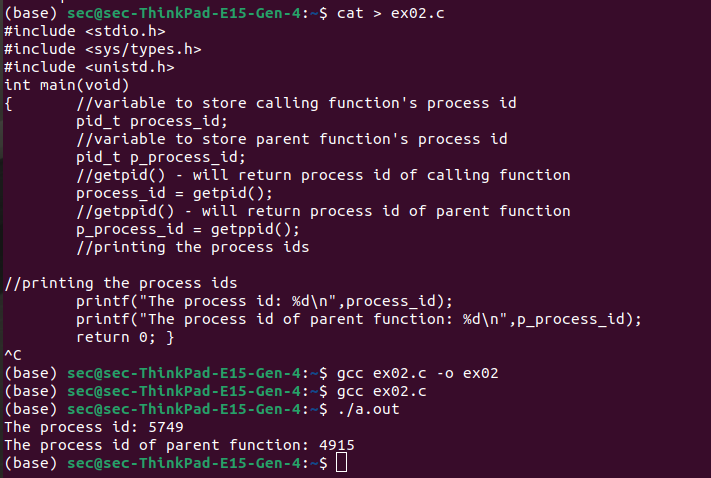 (base) sec@sec-ThinkPad-E15-Gen-4:~$ cat > ex02.c
#include <stdio.h>
#include <sys/types.h>
#include <unistd.h>
int main(void)
{       //variable to store calling function's process id
        pid_t process_id;
        //variable to store parent function's process id
        pid_t p_process_id;
        //getpid() - will return process id of calling function
        process_id = getpid();
        //getppid() - will return process id of parent function
        p_process_id = getppid();
        //printing the process ids

//printing the process ids
        printf("The process id: %d\n",process_id);
        printf("The process id of parent function: %d\n",p_process_id);
        return 0; }
^C
(base) sec@sec-ThinkPad-E15-Gen-4:~$ gcc ex02.c -o ex02
(base) sec@sec-ThinkPad-E15-Gen-4:~$ gcc ex02.c
(base) sec@sec-ThinkPad-E15-Gen-4:~$ ./a.out
The process id: 5749
The process id of parent function: 4915
(base) sec@sec-ThinkPad-E15-Gen-4:~$